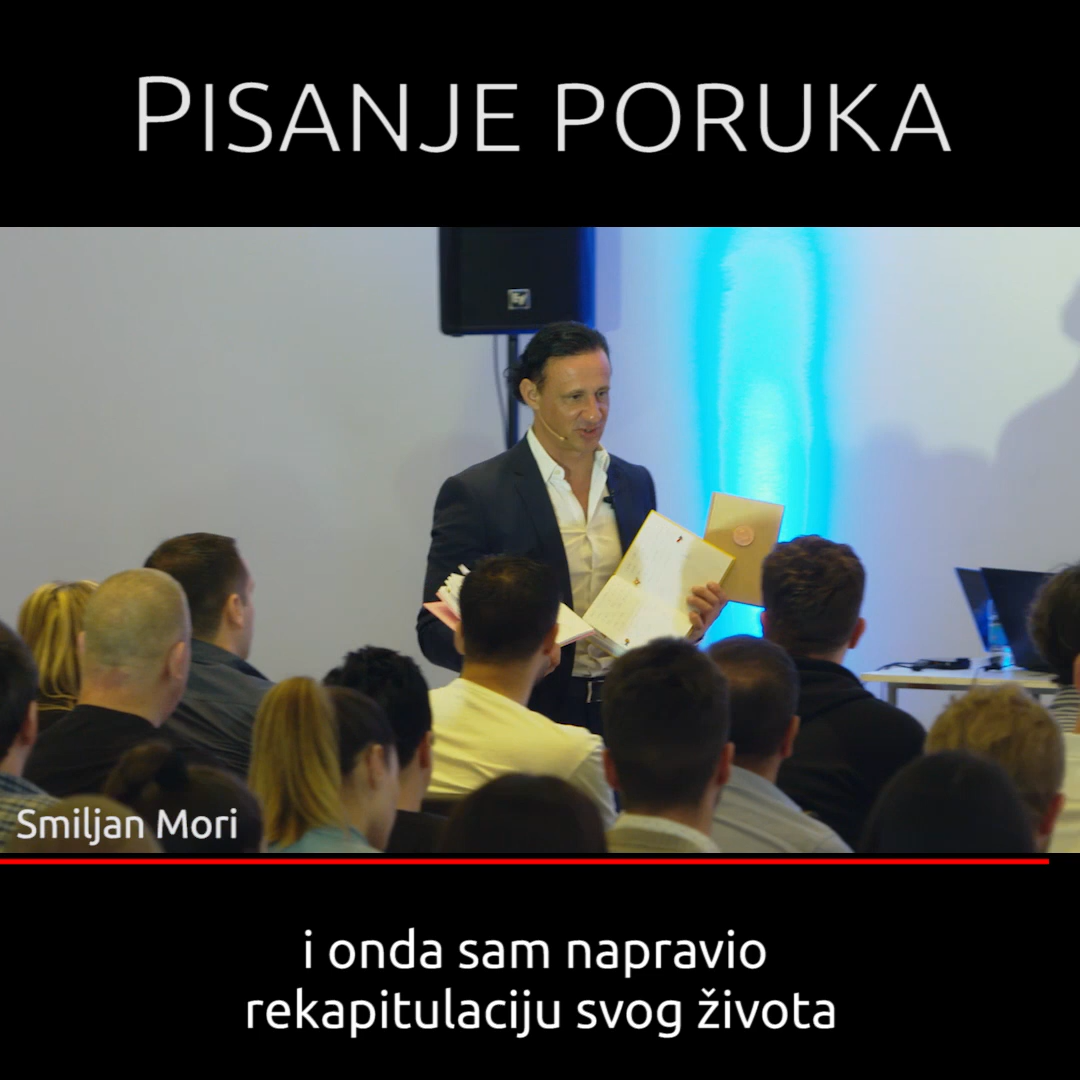 PISANJE PORUKA
Smiljan Mori
i onda sam napravio
rekapitulaciju svog života